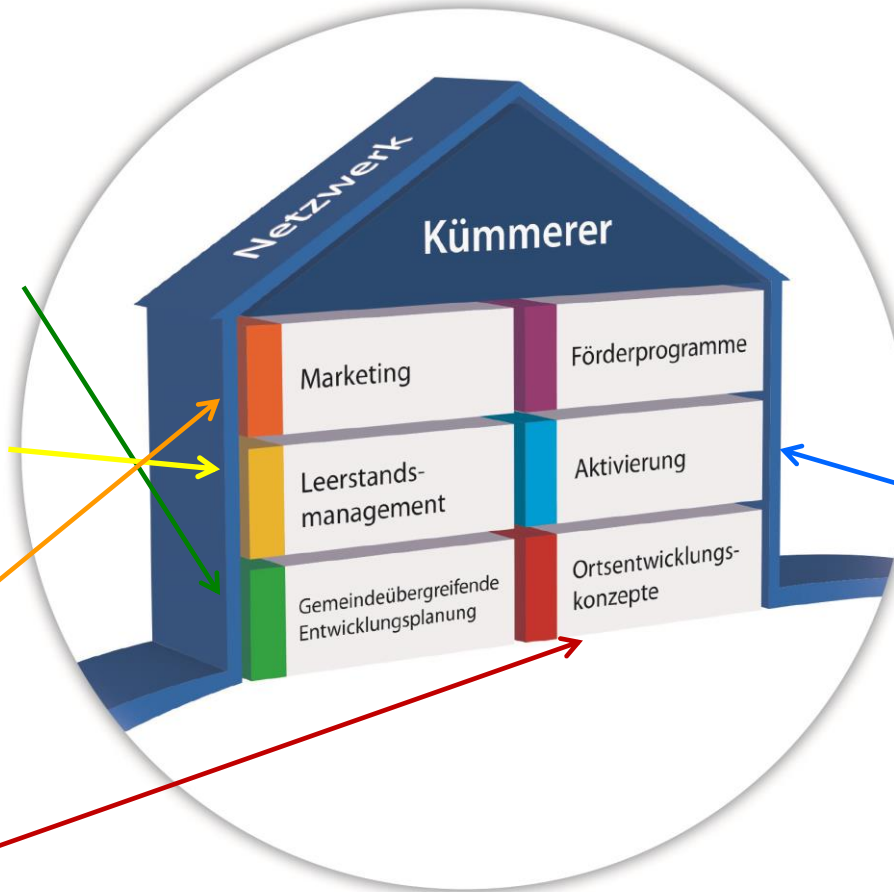 Netzwerk
Kümmerer
Marketing
Förderprogramme
Leerstands-
management
Aktivierung
Gemeindeübergreifende
Entwicklungsplanung
Ortsentwicklungs-
konzepte